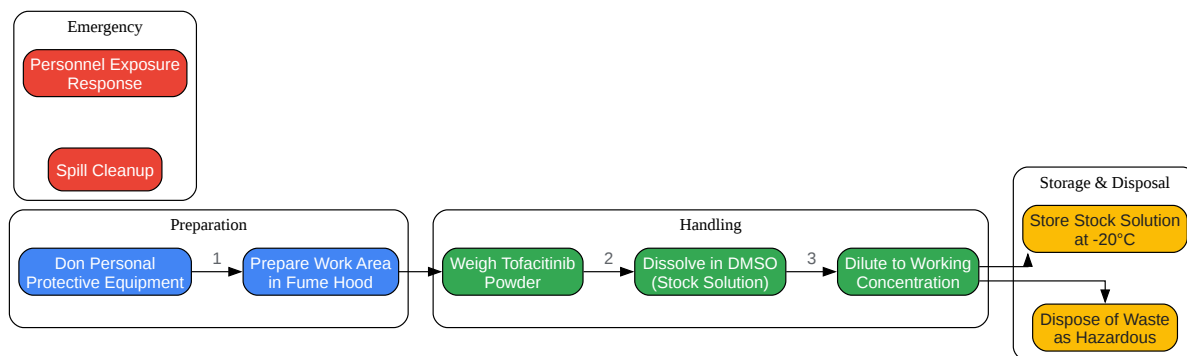 Emergency
Personnel Exposure
Response
Spill Cleanup
Preparation
Don Personal
Protective Equipment
1
Prepare Work Area
in Fume Hood
Handling
Weigh Tofacitinib
Powder
2
Dissolve in DMSO
(Stock Solution)
3
Dilute to Working
Concentration
Storage & Disposal
Store Stock Solution
at -20°C
Dispose of Waste
as Hazardous